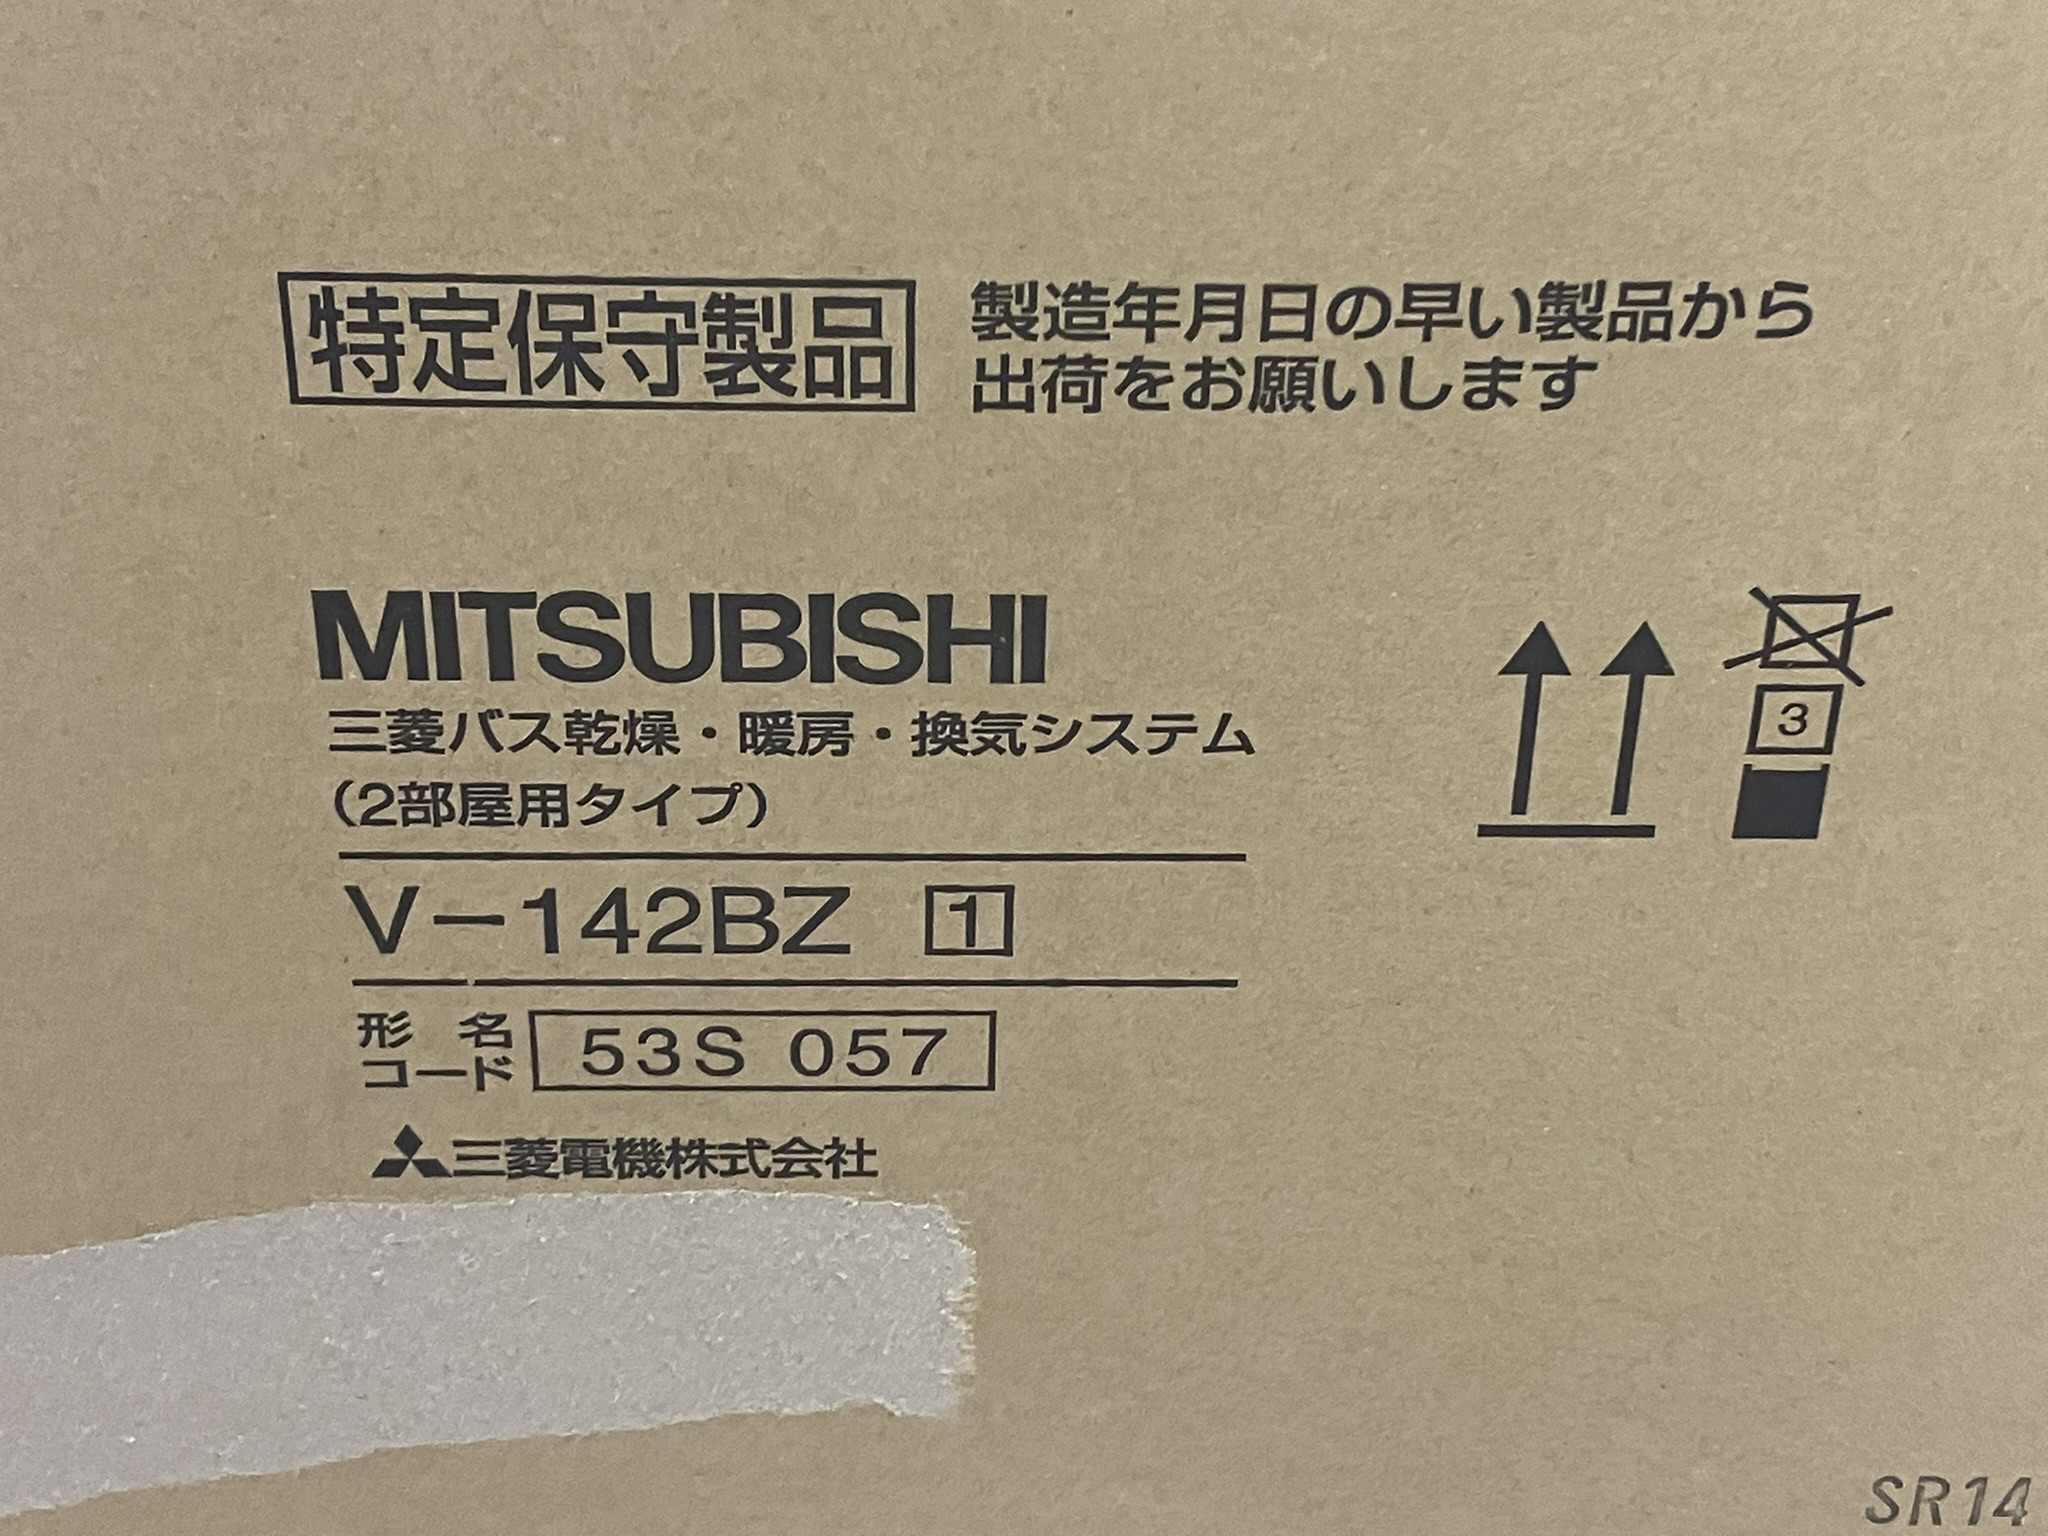 特定保守製品
製造年月日の早い製品から
出荷をお願いします
MITSUBISHI
三菱バス乾燥・暖房・換気システム
（2部屋用タイプ）
V－142BZ 1
形名
コード
53S 057
三菱電機株式会社
3
SR14